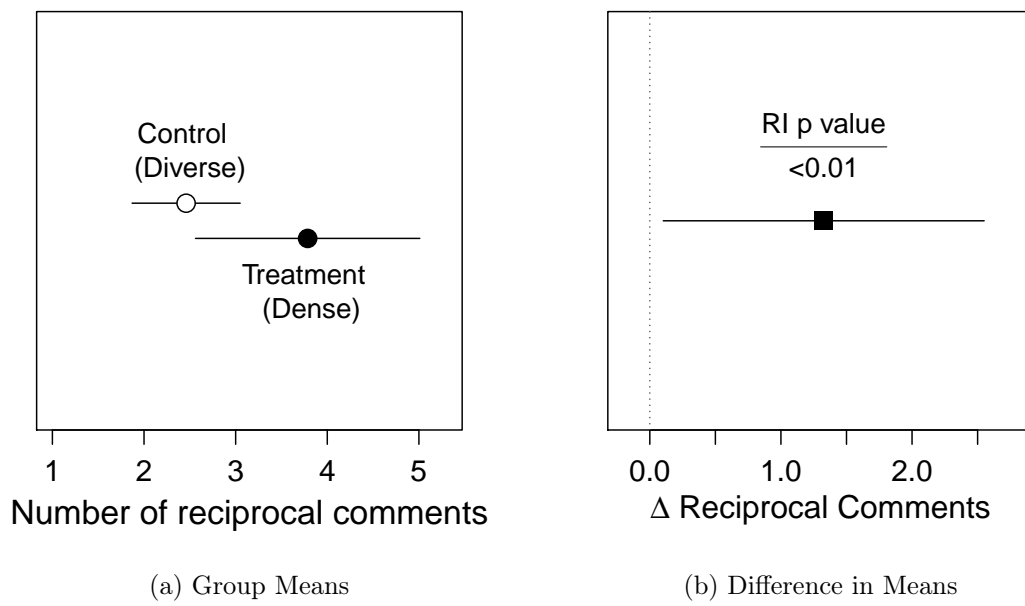 Control
(Diverse)
Treatment
(Dense)
1 2 3 4 5
Number of reciprocal comments
(a) Group Means
RI p value
<0.01
0.0 1.0 2.0
Δ Reciprocal Comments
(b) Difference in Means